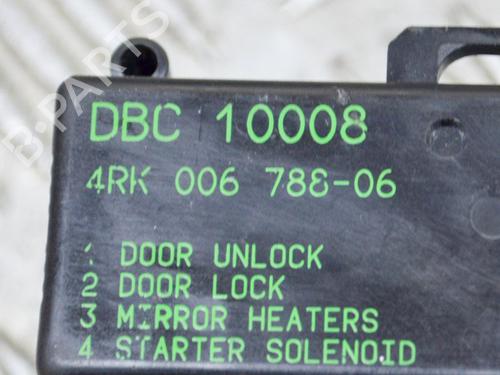 DBC 10008
4RK 006 788-06
1 DOOR UNLOCK
2 DOOR LOCK
3 MIRROR HEATERS
4 STARTER SOLENOID
B-PARTS